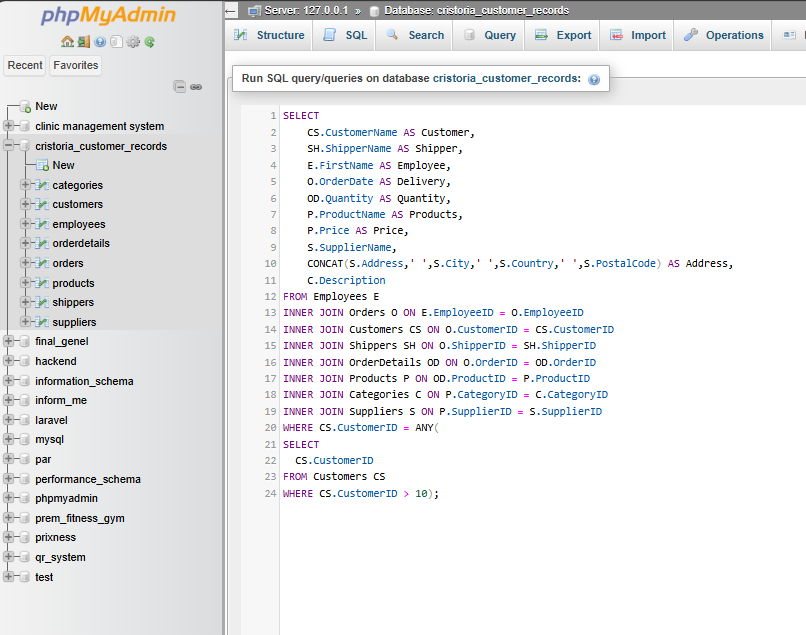 phpMyAdmin
Recent Favorites
New
clinic management system
cristoria_customer_records
New
categories
customers
employees
orderdetails
orders
products
shippers
suppliers
final_genel
hackend
information_schema
inform_me
laravel
mysql
par
performance_schema
phpmyadmin
prem_fitness_gym
prixness
qr_system
test
Server: 127.0.0.1 » Database: cristoria_customer_records
Structure SQL Search Query Export Import Operations
Run SQL query/queries on database cristoria_customer_records:
1 SELECT
2 CS.CustomerName AS Customer,
3 SH.ShipperName AS Shipper,
4 E.FirstName AS Employee,
5 O.OrderDate AS Delivery,
6 OD.Quantity AS Quantity,
7 P.ProductName AS Products,
8 P.Price AS Price,
9 S.SupplierName,
10 CONCAT(S.Address,' ',S.City,' ',S.Country,' ',S.PostalCode) AS Address,
11 C.Description
12 FROM Employees E
13 INNER JOIN Orders O ON E.EmployeeID = O.EmployeeID
14 INNER JOIN Customers CS ON O.CustomerID = CS.CustomerID
15 INNER JOIN Shippers SH ON O.ShipperID = SH.ShipperID
16 INNER JOIN OrderDetails OD ON O.OrderID = OD.OrderID
17 INNER JOIN Products P ON OD.ProductID = P.ProductID
18 INNER JOIN Categories C ON P.CategoryID = C.CategoryID
19 INNER JOIN Suppliers S ON P.SupplierID = S.SupplierID
20 WHERE CS.CustomerID = ANY(
21 SELECT
22 CS.CustomerID
23 FROM Customers CS
24 WHERE CS.CustomerID > 10);